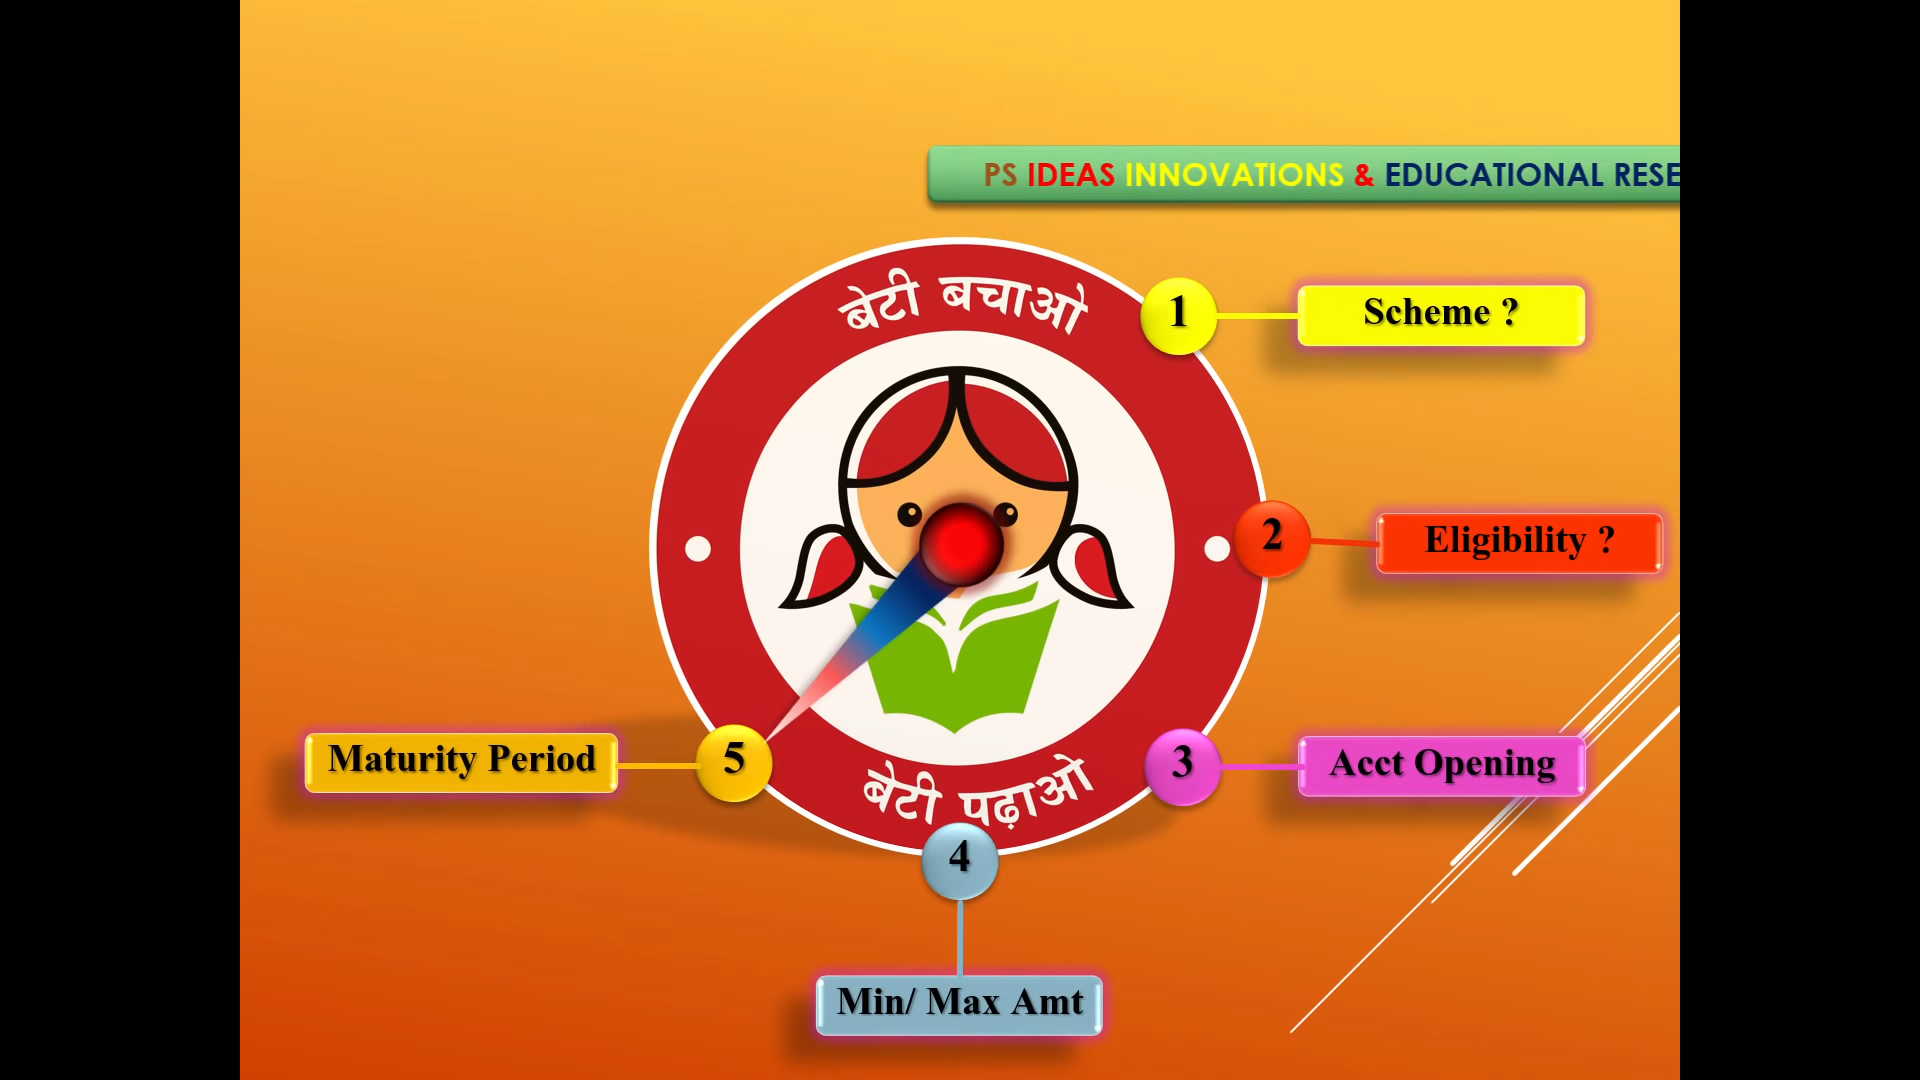 PS IDEAS INNOVATIONS & EDUCATIONAL RESE
बेटी बचाओ
1
Scheme ?
2
Eligibility ?
3
Acct Opening
बेटी पढ़ाओ
4
Min/ Max Amt
5
Maturity Period